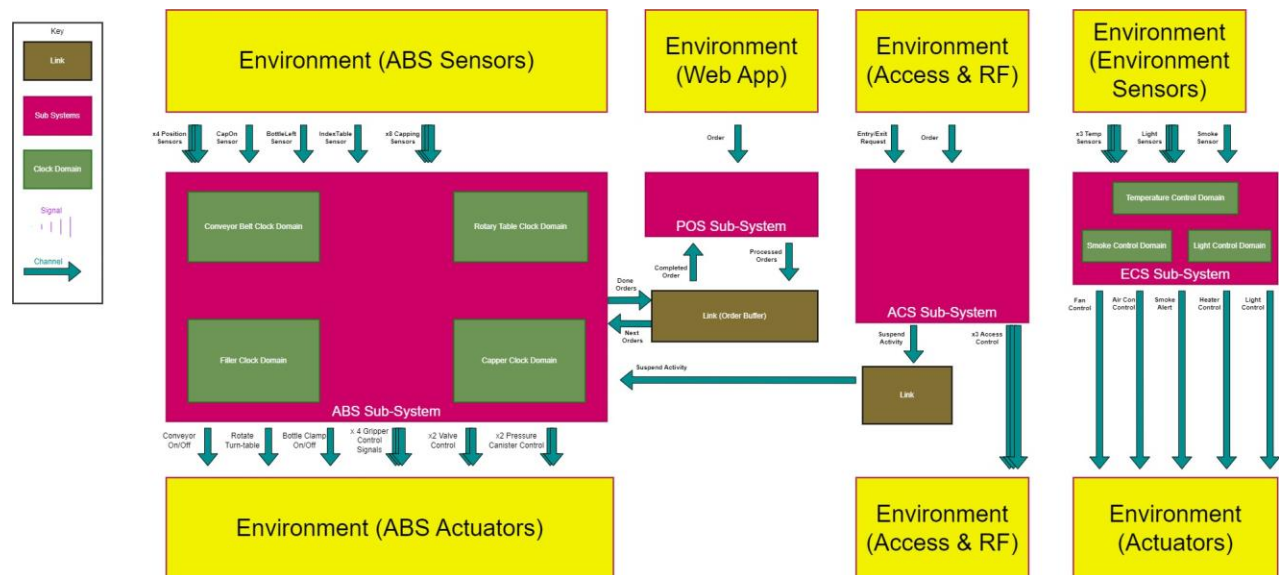 Key
Link
Sub Systems
Clock Domain
Signal
Channel
Environment (ABS Sensors)
Environment
(Web App)
Environment
(Access & RF)
Environment
(Environment
Sensors)
x4 Position
Sensors
CapOn
Sensor
BottleLeft
Sensor
IndexTable
Sensor
x8 Capping
Sensors
Order
Entry/Exit
Request
Order
x3 Temp
Sensors
Light
Sensors
Smoke
Sensor
Conveyor Belt Clock Domain
Rotary Table Clock Domain
Filler Clock Domain
Capper Clock Domain
ABS Sub-System
POS Sub-System
Completed
Order
Processed
Orders
Done
Orders
Next
Orders
Link (Order Buffer)
ACS Sub-System
Suspend
Activity
x3 Access
Control
Suspend Activity
Link
Temperature Control Domain
Smoke Control Domain
Light Control Domain
ECS Sub-System
Fan
Control
Air Con
Control
Smoke
Alert
Heater
Control
Light
Control
Conveyor
On/Off
Rotate
Turn-table
Bottle Clamp
On/Off
x 4 Gripper
Control
Signals
x2 Valve
Control
x2 Pressure
Canister Control
Environment (ABS Actuators)
Environment
(Access & RF)
Environment
(Actuators)